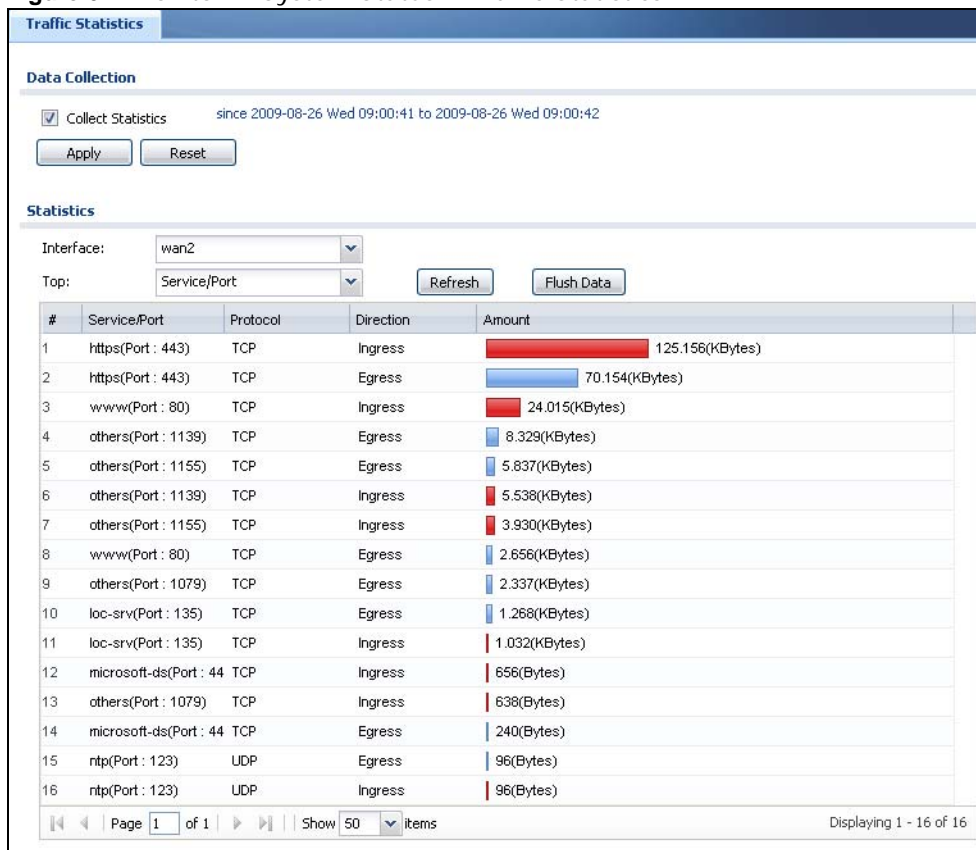 Traffic Statistics
Data Collection
Collect Statistics since 2009-08-26 Wed 09:00:41 to 2009-08-26 Wed 09:00:42
Apply Reset
Statistics
Interface: wan2
Top: Service/Port Refresh Flush Data
# Service/Port Protocol Direction Amount
1 https(Port : 443) TCP Ingress 125.156(KBytes)
2 https(Port : 443) TCP Egress 70.154(KBytes)
3 www(Port : 80) TCP Ingress 24.015(KBytes)
4 others(Port : 1139) TCP Egress 8.329(KBytes)
5 others(Port : 1155) TCP Egress 5.837(KBytes)
6 others(Port : 1139) TCP Ingress 5.538(KBytes)
7 others(Port : 1155) TCP Ingress 3.930(KBytes)
8 www(Port : 80) TCP Egress 2.656(KBytes)
9 others(Port : 1079) TCP Egress 2.337(KBytes)
10 loc-srv(Port : 135) TCP Egress 1.268(KBytes)
11 loc-srv(Port : 135) TCP Ingress 1.032(KBytes)
12 microsoft-ds(Port : 44 TCP Ingress 656(Bytes)
13 others(Port : 1079) TCP Ingress 638(Bytes)
14 microsoft-ds(Port : 44 TCP Egress 240(Bytes)
15 ntp(Port : 123) UDP Egress 96(Bytes)
16 ntp(Port : 123) UDP Ingress 96(Bytes)
Page 1 of 1 Show 50 items Displaying 1 - 16 of 16